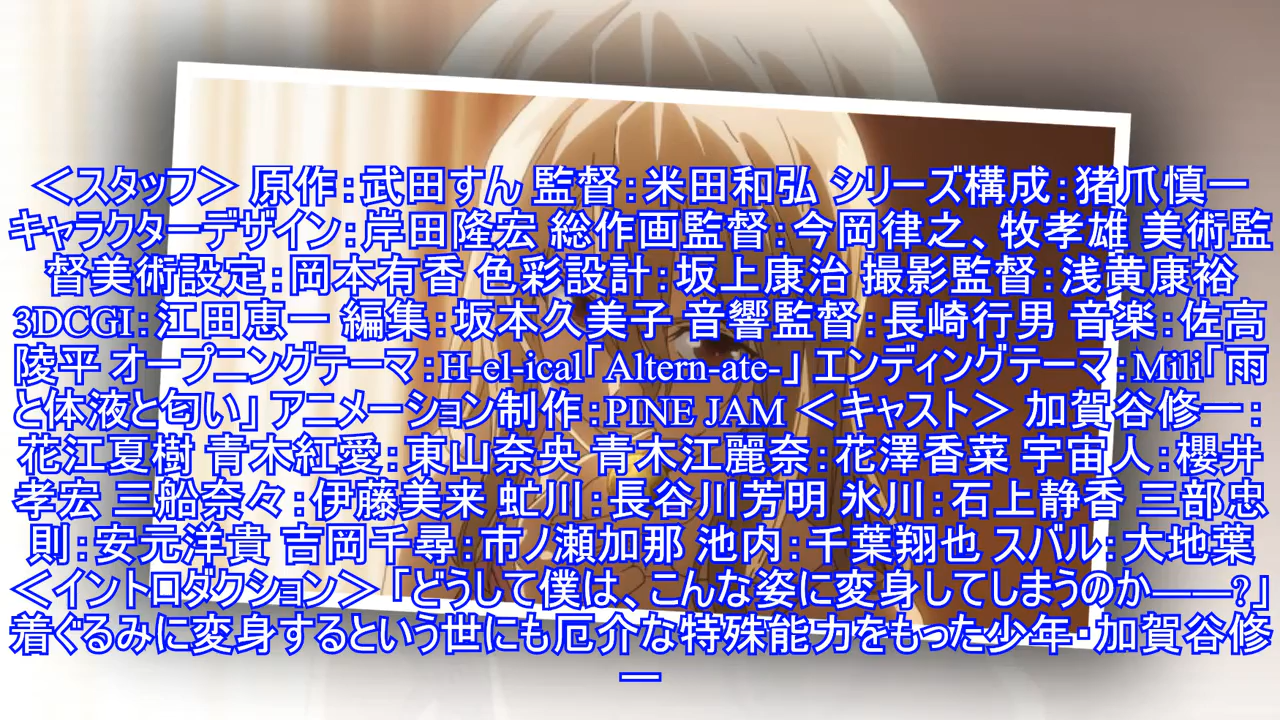 ＜スタッフ＞ 原作：武田すん 監督：米田和弘 シリーズ構成：猪爪慎一
キャラクターデザイン：岸田隆宏 総作画監督：今岡律之、牧孝雄 美術監
督美術設定：岡本有香 色彩設計：坂上康治 撮影監督：浅黄康裕
3DCGI：江田恵一 編集：坂本久美子 音響監督：長崎行男 音楽：佐高
陵平 オープニングテーマ：H-el-ical「Altern-ate-」 エンディングテーマ：Mili「雨
と体液と匂い」 アニメーション制作：PINE JAM ＜キャスト＞ 加賀谷修一：
花江夏樹 青木紅愛：東山奈央 青木江麗奈：花澤香菜 宇宙人：櫻井
孝宏 三船奈々：伊藤美来 虻川：長谷川芳明 氷川：石上静香 三部忠
則：安元洋貴 吉岡千尋：市ノ瀬加那 池内：千葉翔也 スバル：大地葉
＜イントロダクション＞ 「どうして僕は、こんな姿に変身してしまうのか――?」
着ぐるみに変身するという世にも厄介な特殊能力をもった少年・加賀谷修
一